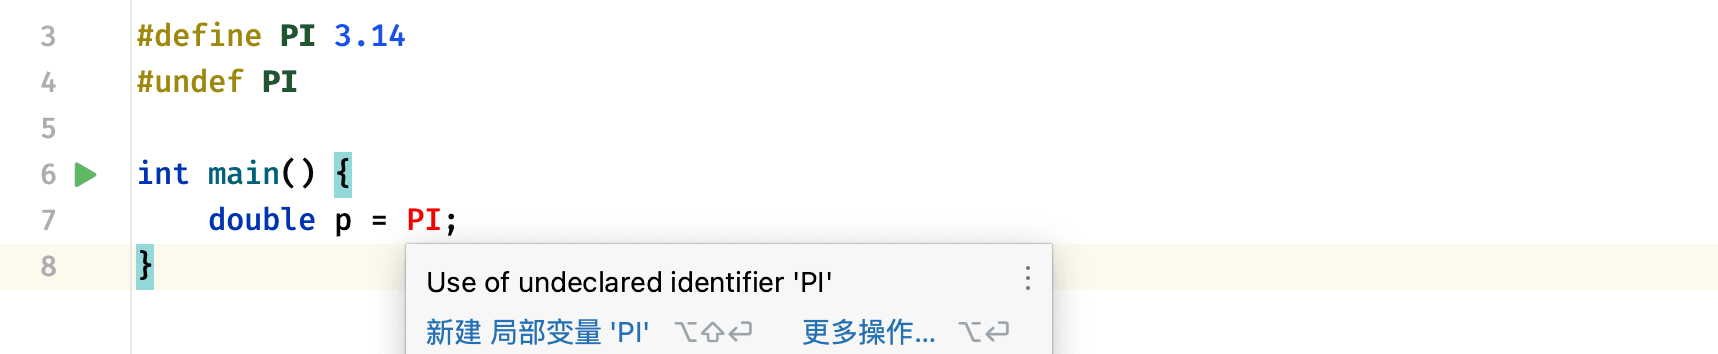 3 #define PI 3.14
4 #undef PI
5
6 int main() {
7 double p = PI;
8 }
Use of undeclared identifier 'PI'
新建 局部变量 'PI' ⌥⇧↩ 更多操作... ⌥↩